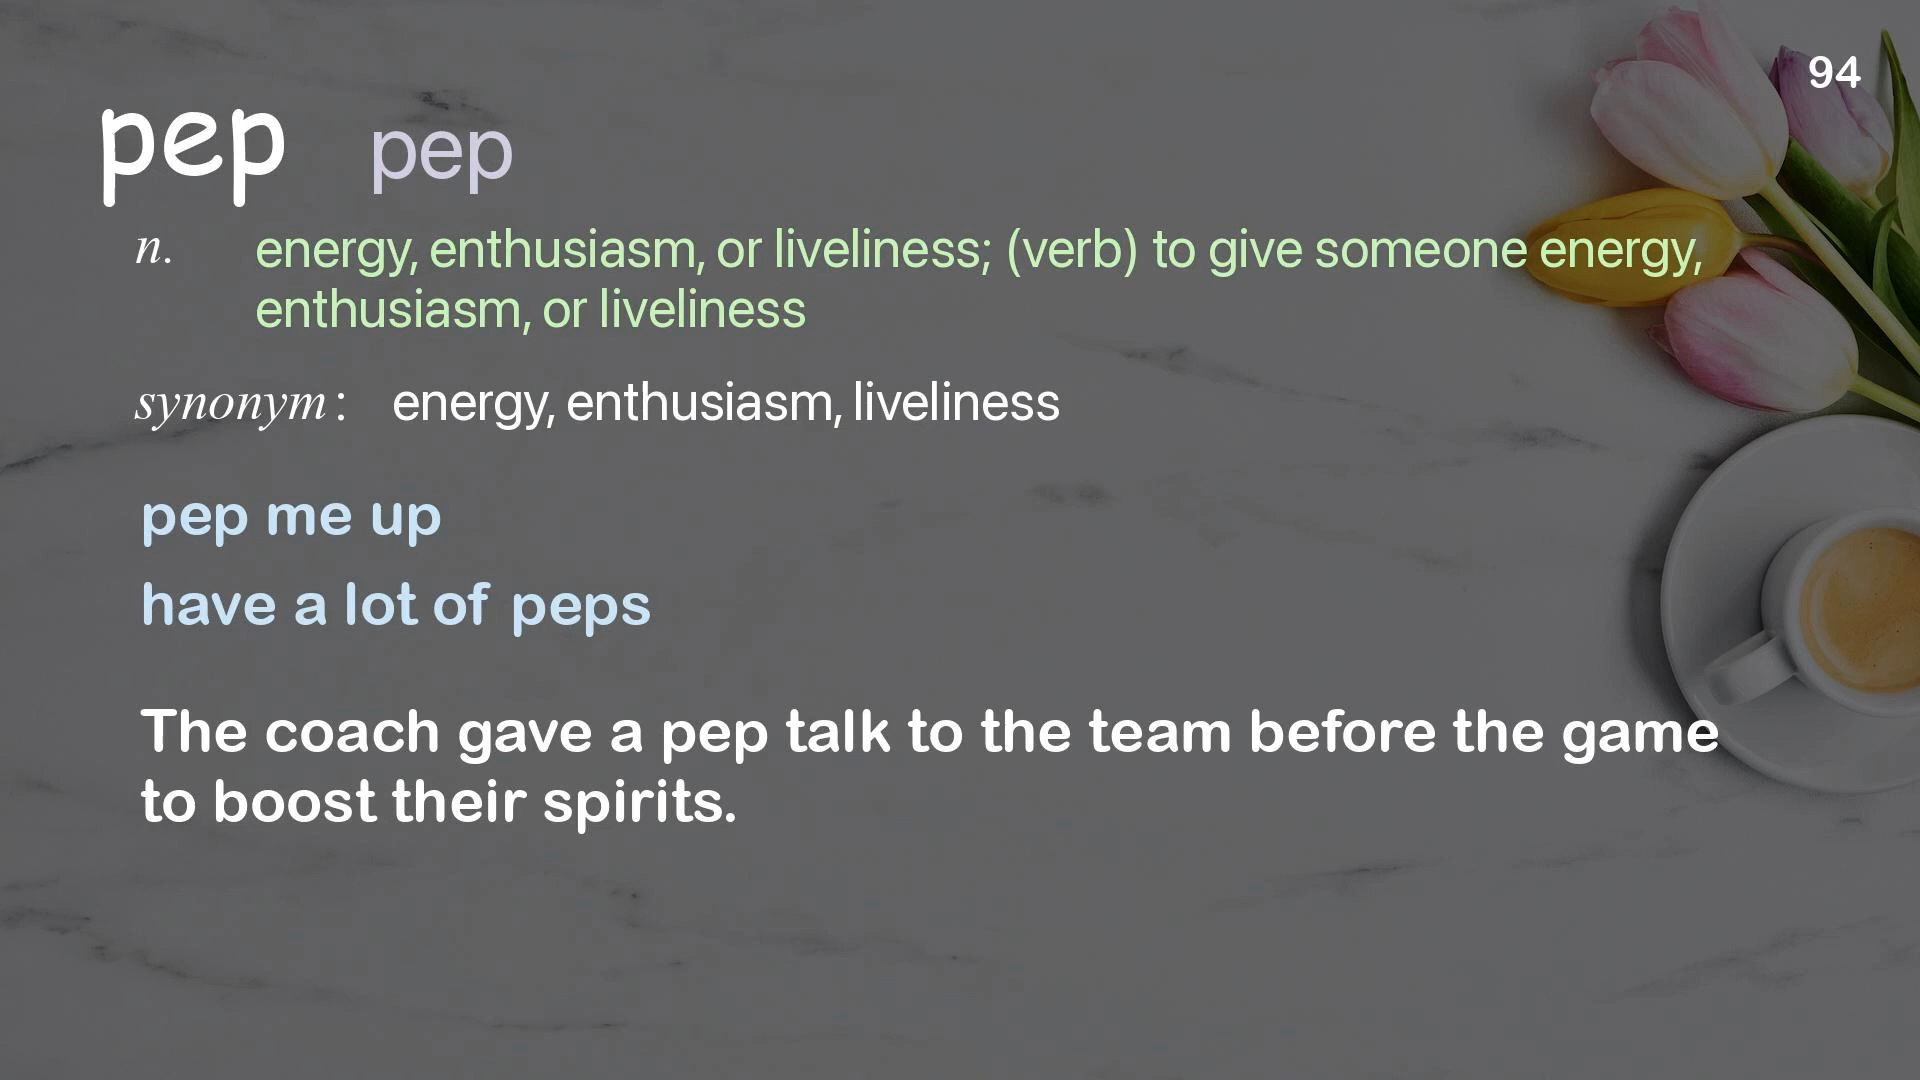 94
pep pep
n. energy, enthusiasm, or liveliness; (verb) to give someone energy,
enthusiasm, or liveliness
synonym : energy, enthusiasm, liveliness
pep me up
have a lot of peps
The coach gave a pep talk to the team before the game
to boost their spirits.